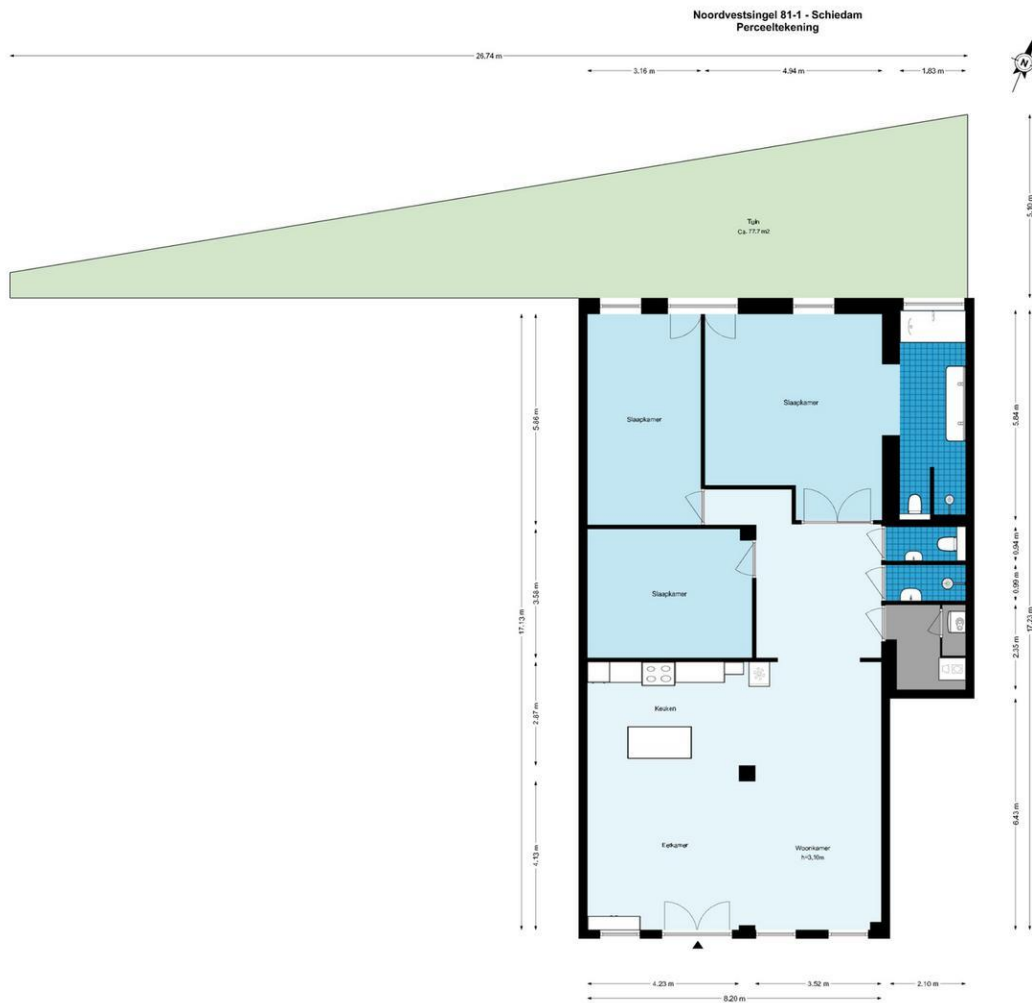 Noordvestsingel 81-1 - Schiedam
Perceeltekening
26.74 m
3.16 m
4.94 m
1.83 m
N
5.10 m
Tuin
Ca. 77.7 m2
Slaapkamer
Slaapkamer
5.86 m
5.84 m
0.94 m
0.99 m
3.58 m
Slaapkamer
17.13 m
17.23 m
2.35 m
Keuken
2.87 m
6.43 m
4.13 m
Eetkamer
Woonkamer
h=3,16m
4.23 m
3.52 m
2.10 m
8.20 m